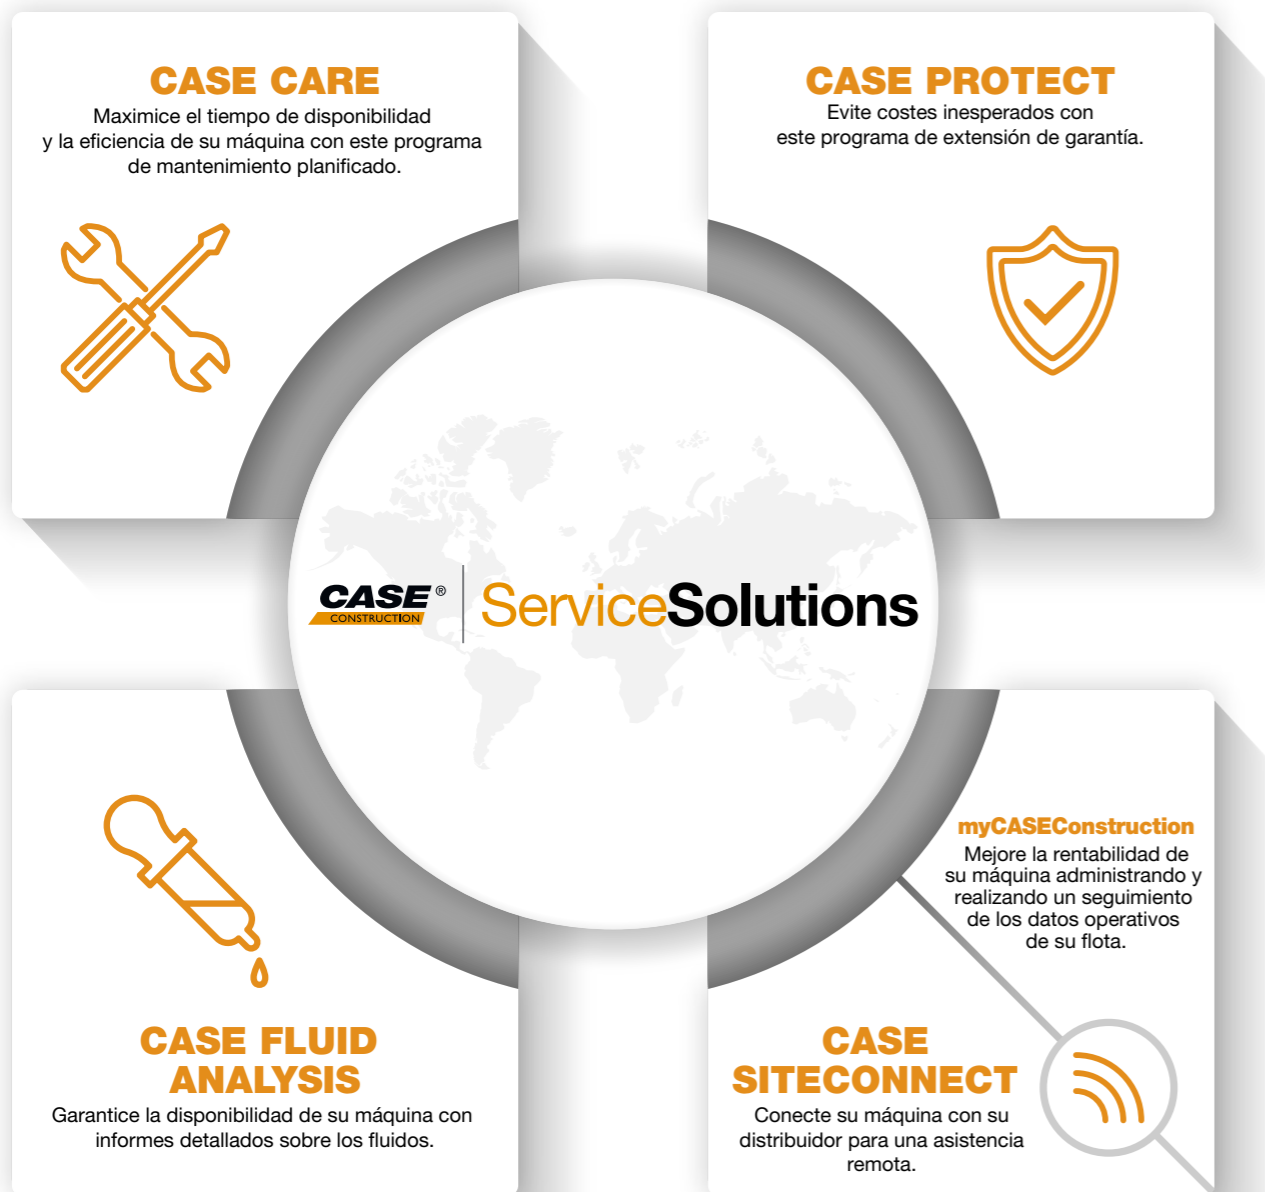 CASE CARE
Maximice el tiempo de disponibilidad
y la eficiencia de su máquina con este programa
de mantenimiento planificado.
CASE PROTECT
Evite costes inesperados con
este programa de extensión de garantía.
CASE®
CONSTRUCTION
ServiceSolutions
CASE FLUID
ANALYSIS
Garantice la disponibilidad de su máquina con
informes detallados sobre los fluidos.
myCASEConstruction
Mejore la rentabilidad de
su máquina administrando y
realizando un seguimiento
de los datos operativos
de su flota.
CASE
SITECONNECT
Conecte su máquina con su
distribuidor para una asistencia
remota.